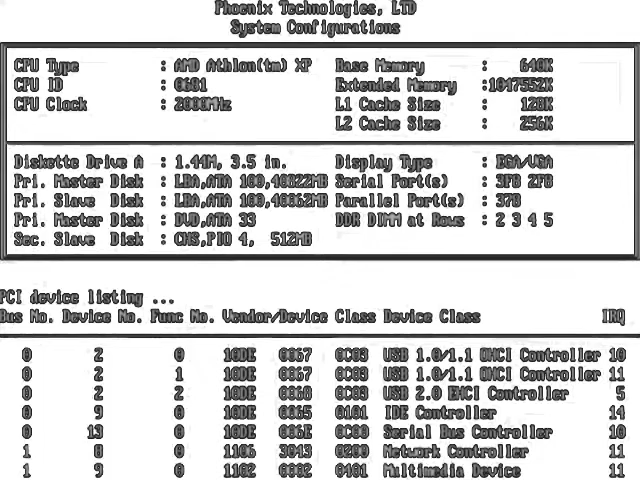 Phoenix Technologies, LTD
System Configurations
CPU Type : AMD Athlon(tm) XP Base Memory : 640K
CPU ID : 0681 Extended Memory :1047552K
CPU Clock : 2000MHz L1 Cache Size : 128K
L2 Cache Size : 256K
Diskette Drive A : 1.44M, 3.5 in. Display Type : EGA/VGA
Pri. Master Disk : LBA,ATA 100, Serial Port(s) : 3F8 2F8
Pri. Slave Disk : LBA,ATA 100, Parallel Port(s) : 378
Pri. Master Disk : DVD,ATA 33 DDR DIMM at Rows : 2 3 4 5
Sec. Slave Disk : CHS,PIO 4, 512MB
PCI device listing ...
Bus No. Device No. Func No. Vendor/Device Class Device Class IRQ
0 2 0 10DE 0067 0C03 USB 1.0/1.1 OHCI Controller 10
0 2 1 10DE 0067 0C03 USB 1.0/1.1 OHCI Controller 11
0 2 2 10DE 0068 0C03 USB 2.0 EHCI Controller 5
0 9 0 10DE 0065 0101 IDE Controller 14
0 13 0 10DE 006E 0C00 Serial Bus Controller 10
1 8 0 1106 3043 0200 Network Controller 11
1 9 0 1102 0002 0401 Multimedia Device 11